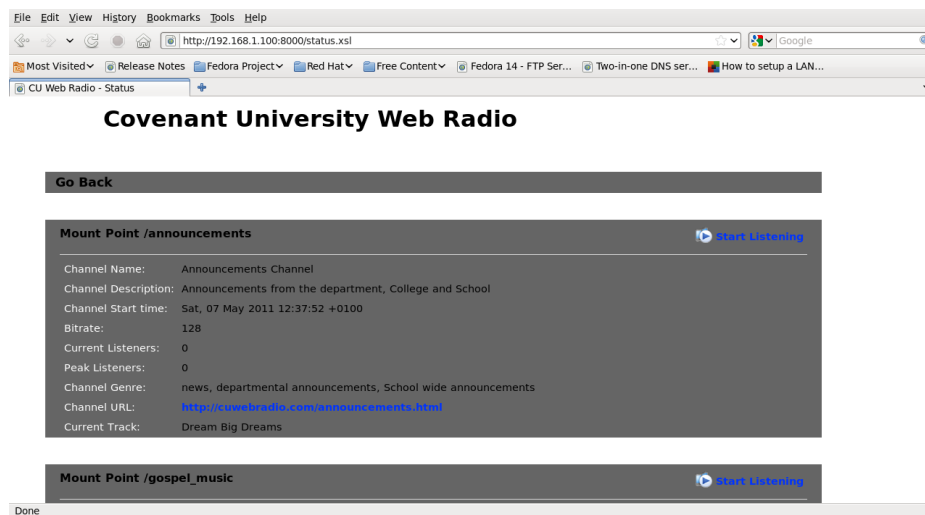 File Edit View History Bookmarks Tools Help
http://192.168.1.100:8000/status.xsl Google
Most Visited Release Notes Fedora Project Red Hat Free Content Fedora 14 - FTP Ser... Two-in-one DNS ser... How to setup a LAN...
CU Web Radio - Status
Covenant University Web Radio
Go Back
Mount Point /announcements Start Listening
Channel Name: Announcements Channel
Channel Description: Announcements from the department, College and School
Channel Start time: Sat, 07 May 2011 12:37:52 +0100
Bitrate: 128
Current Listeners: 0
Peak Listeners: 0
Channel Genre: news, departmental announcements, School wide announcements
Channel URL: http://cuwebradio.com/announcements.html
Current Track: Dream Big Dreams
Mount Point /gospel_music Start Listening
Done